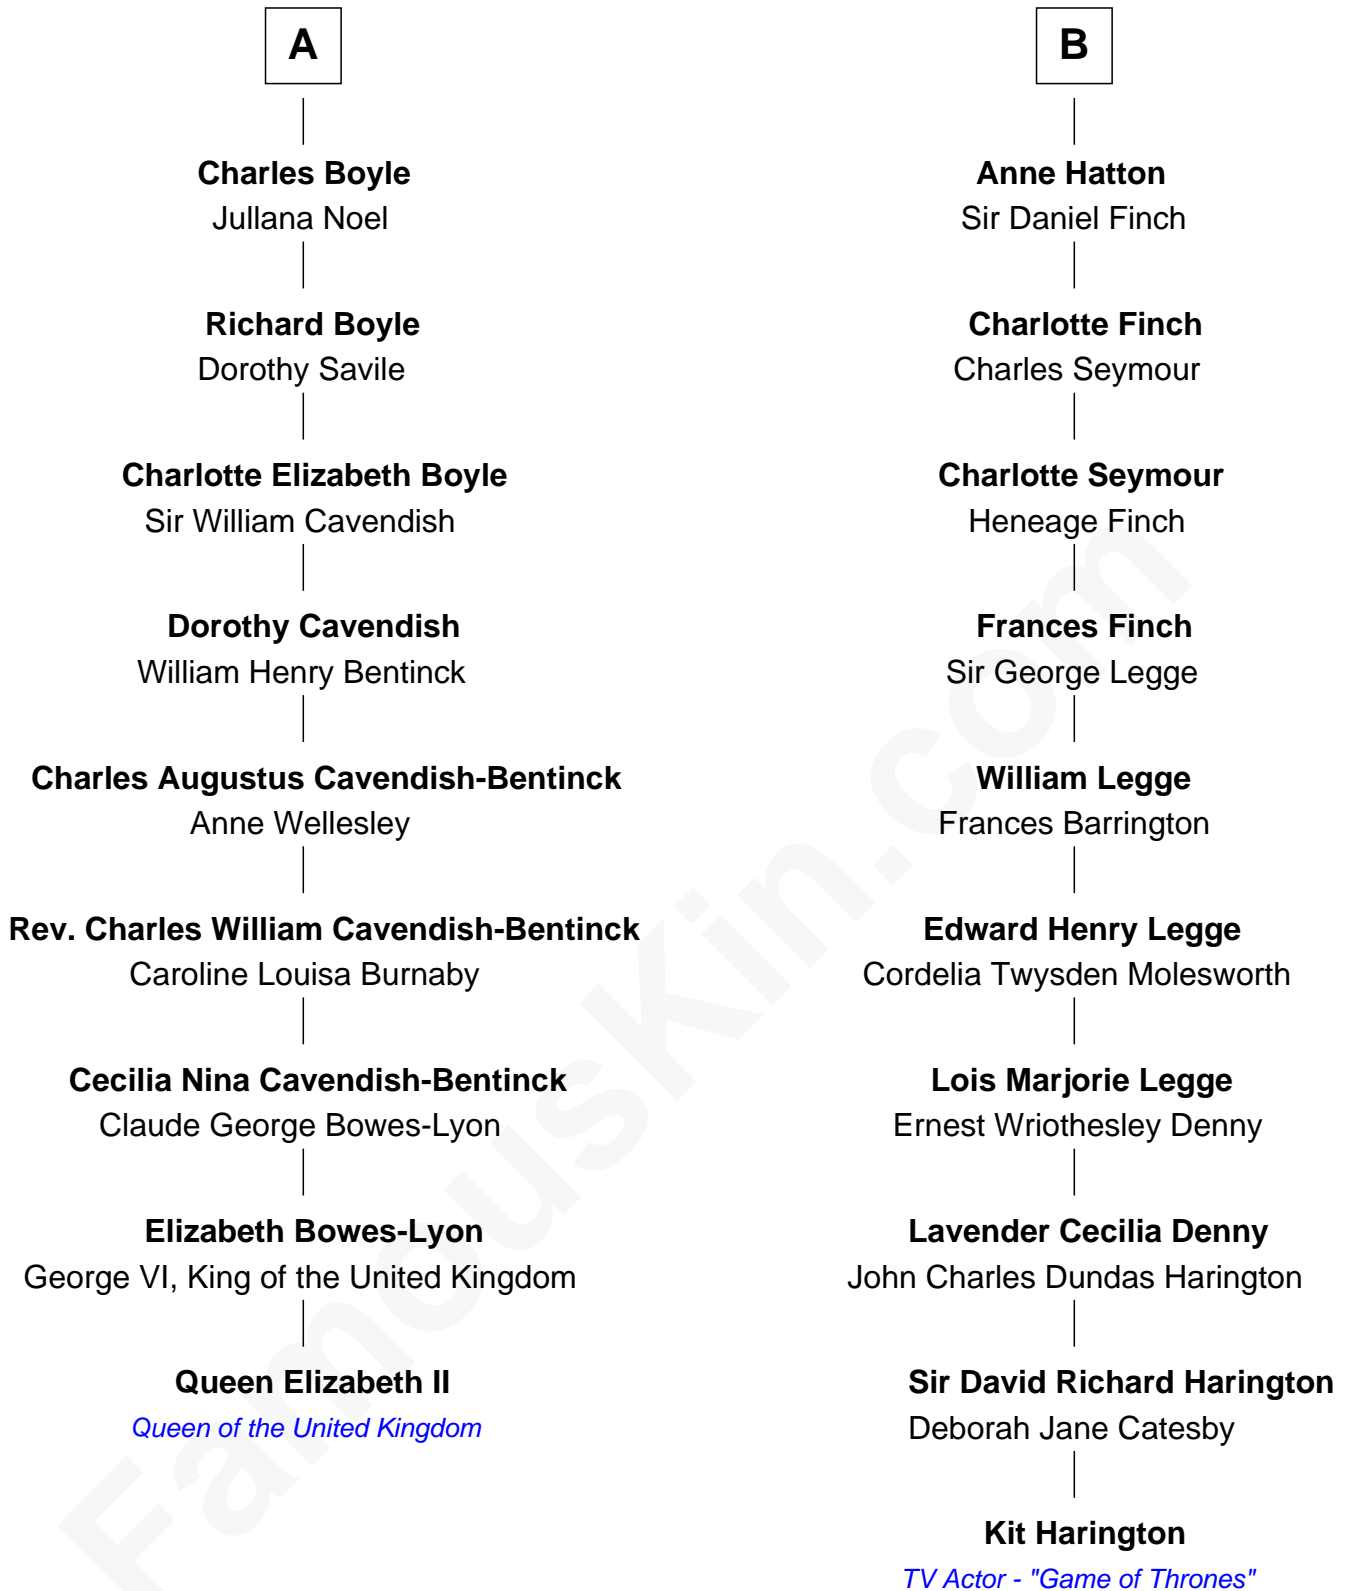 A
Charles Boyle
Jullana Noel
Richard Boyle
Dorothy Savile
Charlotte Elizabeth Boyle
Sir William Cavendish
Dorothy Cavendish
William Henry Bentinck
Charles Augustus Cavendish-Bentinck
Anne Wellesley
Rev. Charles William Cavendish-Bentinck
Caroline Louisa Burnaby
Cecilia Nina Cavendish-Bentinck
Claude George Bowes-Lyon
Elizabeth Bowes-Lyon
George VI, King of the United Kingdom
Queen Elizabeth II
Queen of the United Kingdom
B
Anne Hatton
Sir Daniel Finch
Charlotte Finch
Charles Seymour
Charlotte Seymour
Heneage Finch
Frances Finch
Sir George Legge
William Legge
Frances Barrington
Edward Henry Legge
Cordelia Twysden Molesworth
Lois Marjorie Legge
Ernest Wriothesley Denny
Lavender Cecilia Denny
John Charles Dundas Harington
Sir David Richard Harington
Deborah Jane Catesby
Kit Harington
TV Actor - "Game of Thrones"
FamousKin.com